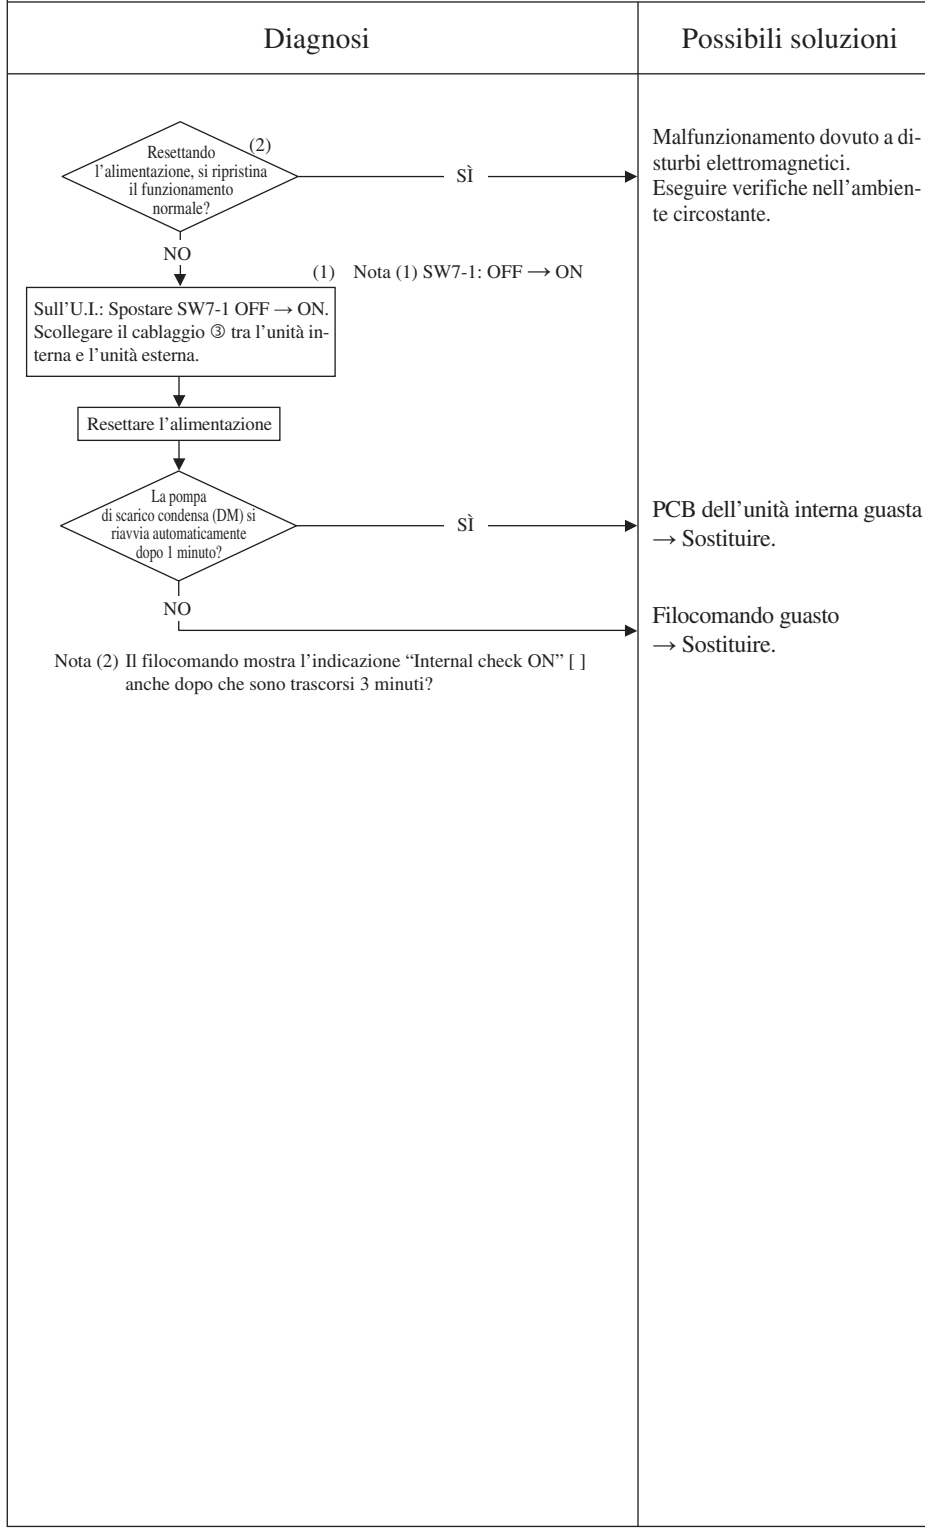 Diagnosi
Possibili soluzioni
Resettando
l’alimentazione, si ripristina
il funzionamento
normale?
(2)
SÌ
Malfunzionamento dovuto a di-
sturbi elettromagnetici.
Eseguire verifiche nell’ambien-
te circostante.
NO
(1) Nota (1) SW7-1: OFF → ON
Sull’U.I.: Spostare SW7-1 OFF → ON.
Scollegare il cablaggio ③ tra l’unità in-
terna e l’unità esterna.
Resettare l’alimentazione
La pompa
di scarico condensa (DM) si
riavvia automaticamente
dopo 1 minuto?
SÌ
PCB dell’unità interna guasta
→ Sostituire.
NO
Filocomando guasto
→ Sostituire.
Nota (2) Il filocomando mostra l’indicazione “Internal check ON” [ ]
anche dopo che sono trascorsi 3 minuti?